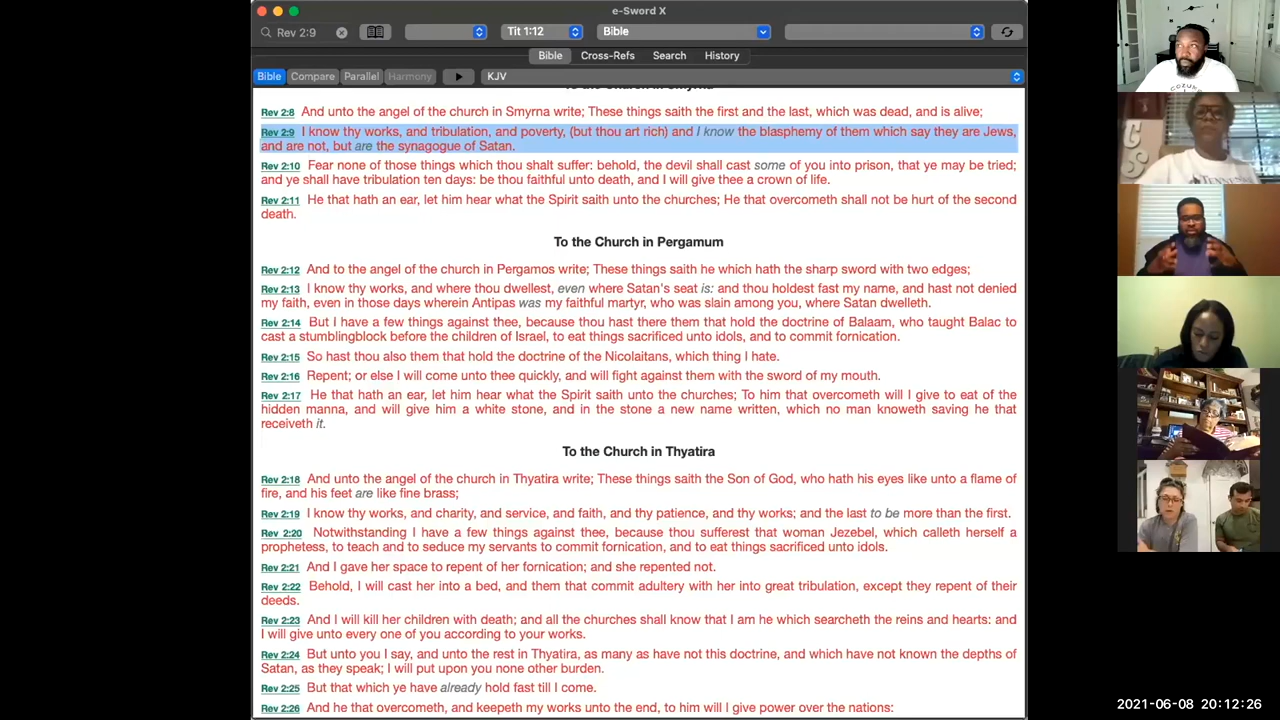 e-Sword X
Rev 2:9
Tit 1:12
Bible
Bible Cross-Refs Search History
Bible Compare Parallel Harmony KJV
To the Church in Smyrna
Rev 2:8 And unto the angel of the church in Smyrna write; These things saith the first and the last, which was dead, and is alive;
Rev 2:9 I know thy works, and tribulation, and poverty, (but thou art rich) and I know the blasphemy of them which say they are Jews,
and are not, but are the synagogue of Satan.
Rev 2:10 Fear none of those things which thou shalt suffer: behold, the devil shall cast some of you into prison, that ye may be tried;
and ye shall have tribulation ten days: be thou faithful unto death, and I will give thee a crown of life.
Rev 2:11 He that hath an ear, let him hear what the Spirit saith unto the churches; He that overcometh shall not be hurt of the second
death.
To the Church in Pergamum
Rev 2:12 And to the angel of the church in Pergamos write; These things saith he which hath the sharp sword with two edges;
Rev 2:13 I know thy works, and where thou dwellest, even where Satan's seat is: and thou holdest fast my name, and hast not denied
my faith, even in those days wherein Antipas was my faithful martyr, who was slain among you, where Satan dwelleth.
Rev 2:14 But I have a few things against thee, because thou hast there them that hold the doctrine of Balaam, who taught Balac to
cast a stumblingblock before the children of Israel, to eat things sacrificed unto idols, and to commit fornication.
Rev 2:15 So hast thou also them that hold the doctrine of the Nicolaitans, which thing I hate.
Rev 2:16 Repent; or else I will come unto thee quickly, and will fight against them with the sword of my mouth.
Rev 2:17 He that hath an ear, let him hear what the Spirit saith unto the churches; To him that overcometh will I give to eat of the
hidden manna, and will give him a white stone, and in the stone a new name written, which no man knoweth saving he that
receiveth it.
To the Church in Thyatira
Rev 2:18 And unto the angel of the church in Thyatira write; These things saith the Son of God, who hath his eyes like unto a flame of
fire, and his feet are like fine brass;
Rev 2:19 I know thy works, and charity, and service, and faith, and thy patience, and thy works; and the last to be more than the first.
Rev 2:20 Notwithstanding I have a few things against thee, because thou sufferest that woman Jezebel, which calleth herself a
prophetess, to teach and to seduce my servants to commit fornication, and to eat things sacrificed unto idols.
Rev 2:21 And I gave her space to repent of her fornication; and she repented not.
Rev 2:22 Behold, I will cast her into a bed, and them that commit adultery with her into great tribulation, except they repent of their
deeds.
Rev 2:23 And I will kill her children with death; and all the churches shall know that I am he which searcheth the reins and hearts: and
I will give unto every one of you according to your works.
Rev 2:24 But unto you I say, and unto the rest in Thyatira, as many as have not this doctrine, and which have not known the depths of
Satan, as they speak; I will put upon you none other burden.
Rev 2:25 But that which ye have already hold fast till I come.
Rev 2:26 And he that overcometh, and keepeth my works unto the end, to him will I give power over the nations:
2021-06-08 20:12:26